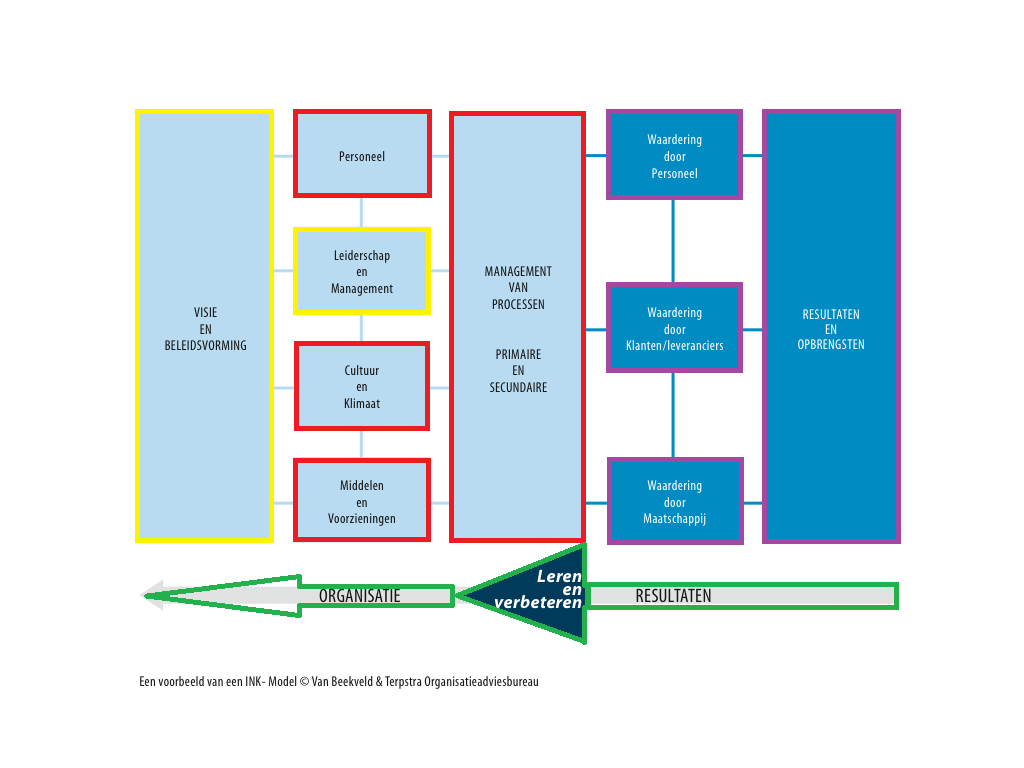 VISIE
EN
BELEIDSVORMING
Personeel
Leiderschap
en
Management
Cultuur
en
Klimaat
Middelen
en
Voorzieningen
MANAGEMENT
VAN
PROCESSEN
PRIMAIRE
EN
SECUNDAIRE
Waardering
door
Personeel
Waardering
door
Klanten/leveranciers
Waardering
door
Maatschappij
RESULTATEN
EN
OPBRENGSTEN
ORGANISATIE
Leren
en
verbeteren
RESULTATEN
Een voorbeeld van een INK- Model © Van Beekveld & Terpstra Organisatieadviesbureau